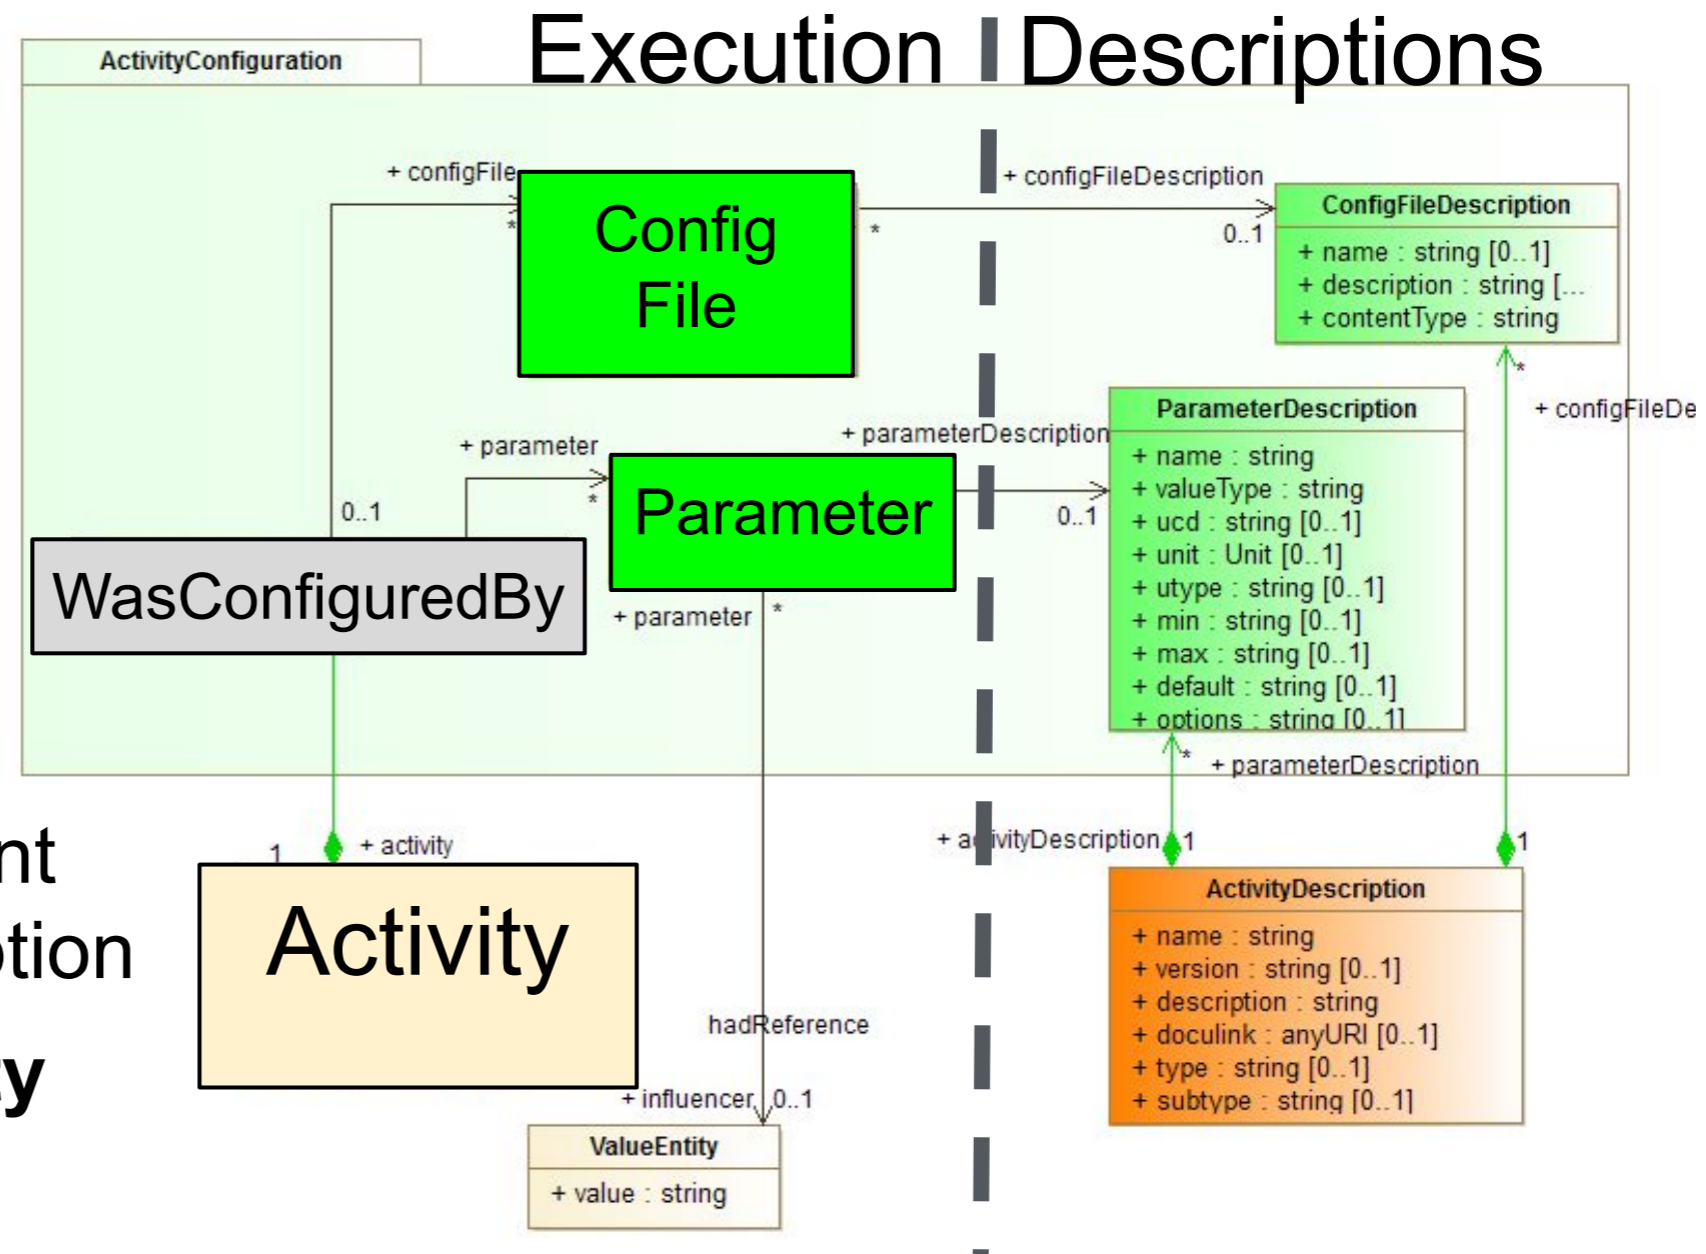 Execution
Descriptions
ActivityConfiguration
+ configFile
*
Config
File
*
+ configFileDescription
0..1
ConfigFileDescription
+ name : string [0..1]
+ description : string [...
+ contentType : string
*
+ configFileDe
+ parameter
*
0..1
Parameter
+ parameterDescription
0..1
ParameterDescription
+ name : string
+ valueType : string
+ ucd : string [0..1]
+ unit : Unit [0..1]
+ utype : string [0..1]
+ min : string [0..1]
+ max : string [0..1]
+ default : string [0..1]
+ options : string [0..1]
WasConfiguredBy
+ parameter
*
*
+ parameterDescription
1
+ activity
+ activityDescription
1
1
nt
tion
ty
Activity
ActivityDescription
+ name : string
+ version : string [0..1]
+ description : string
+ doculink : anyURI [0..1]
+ type : string [0..1]
+ subtype : string [0..1]
hadReference
+ influencer
0..1
ValueEntity
+ value : string